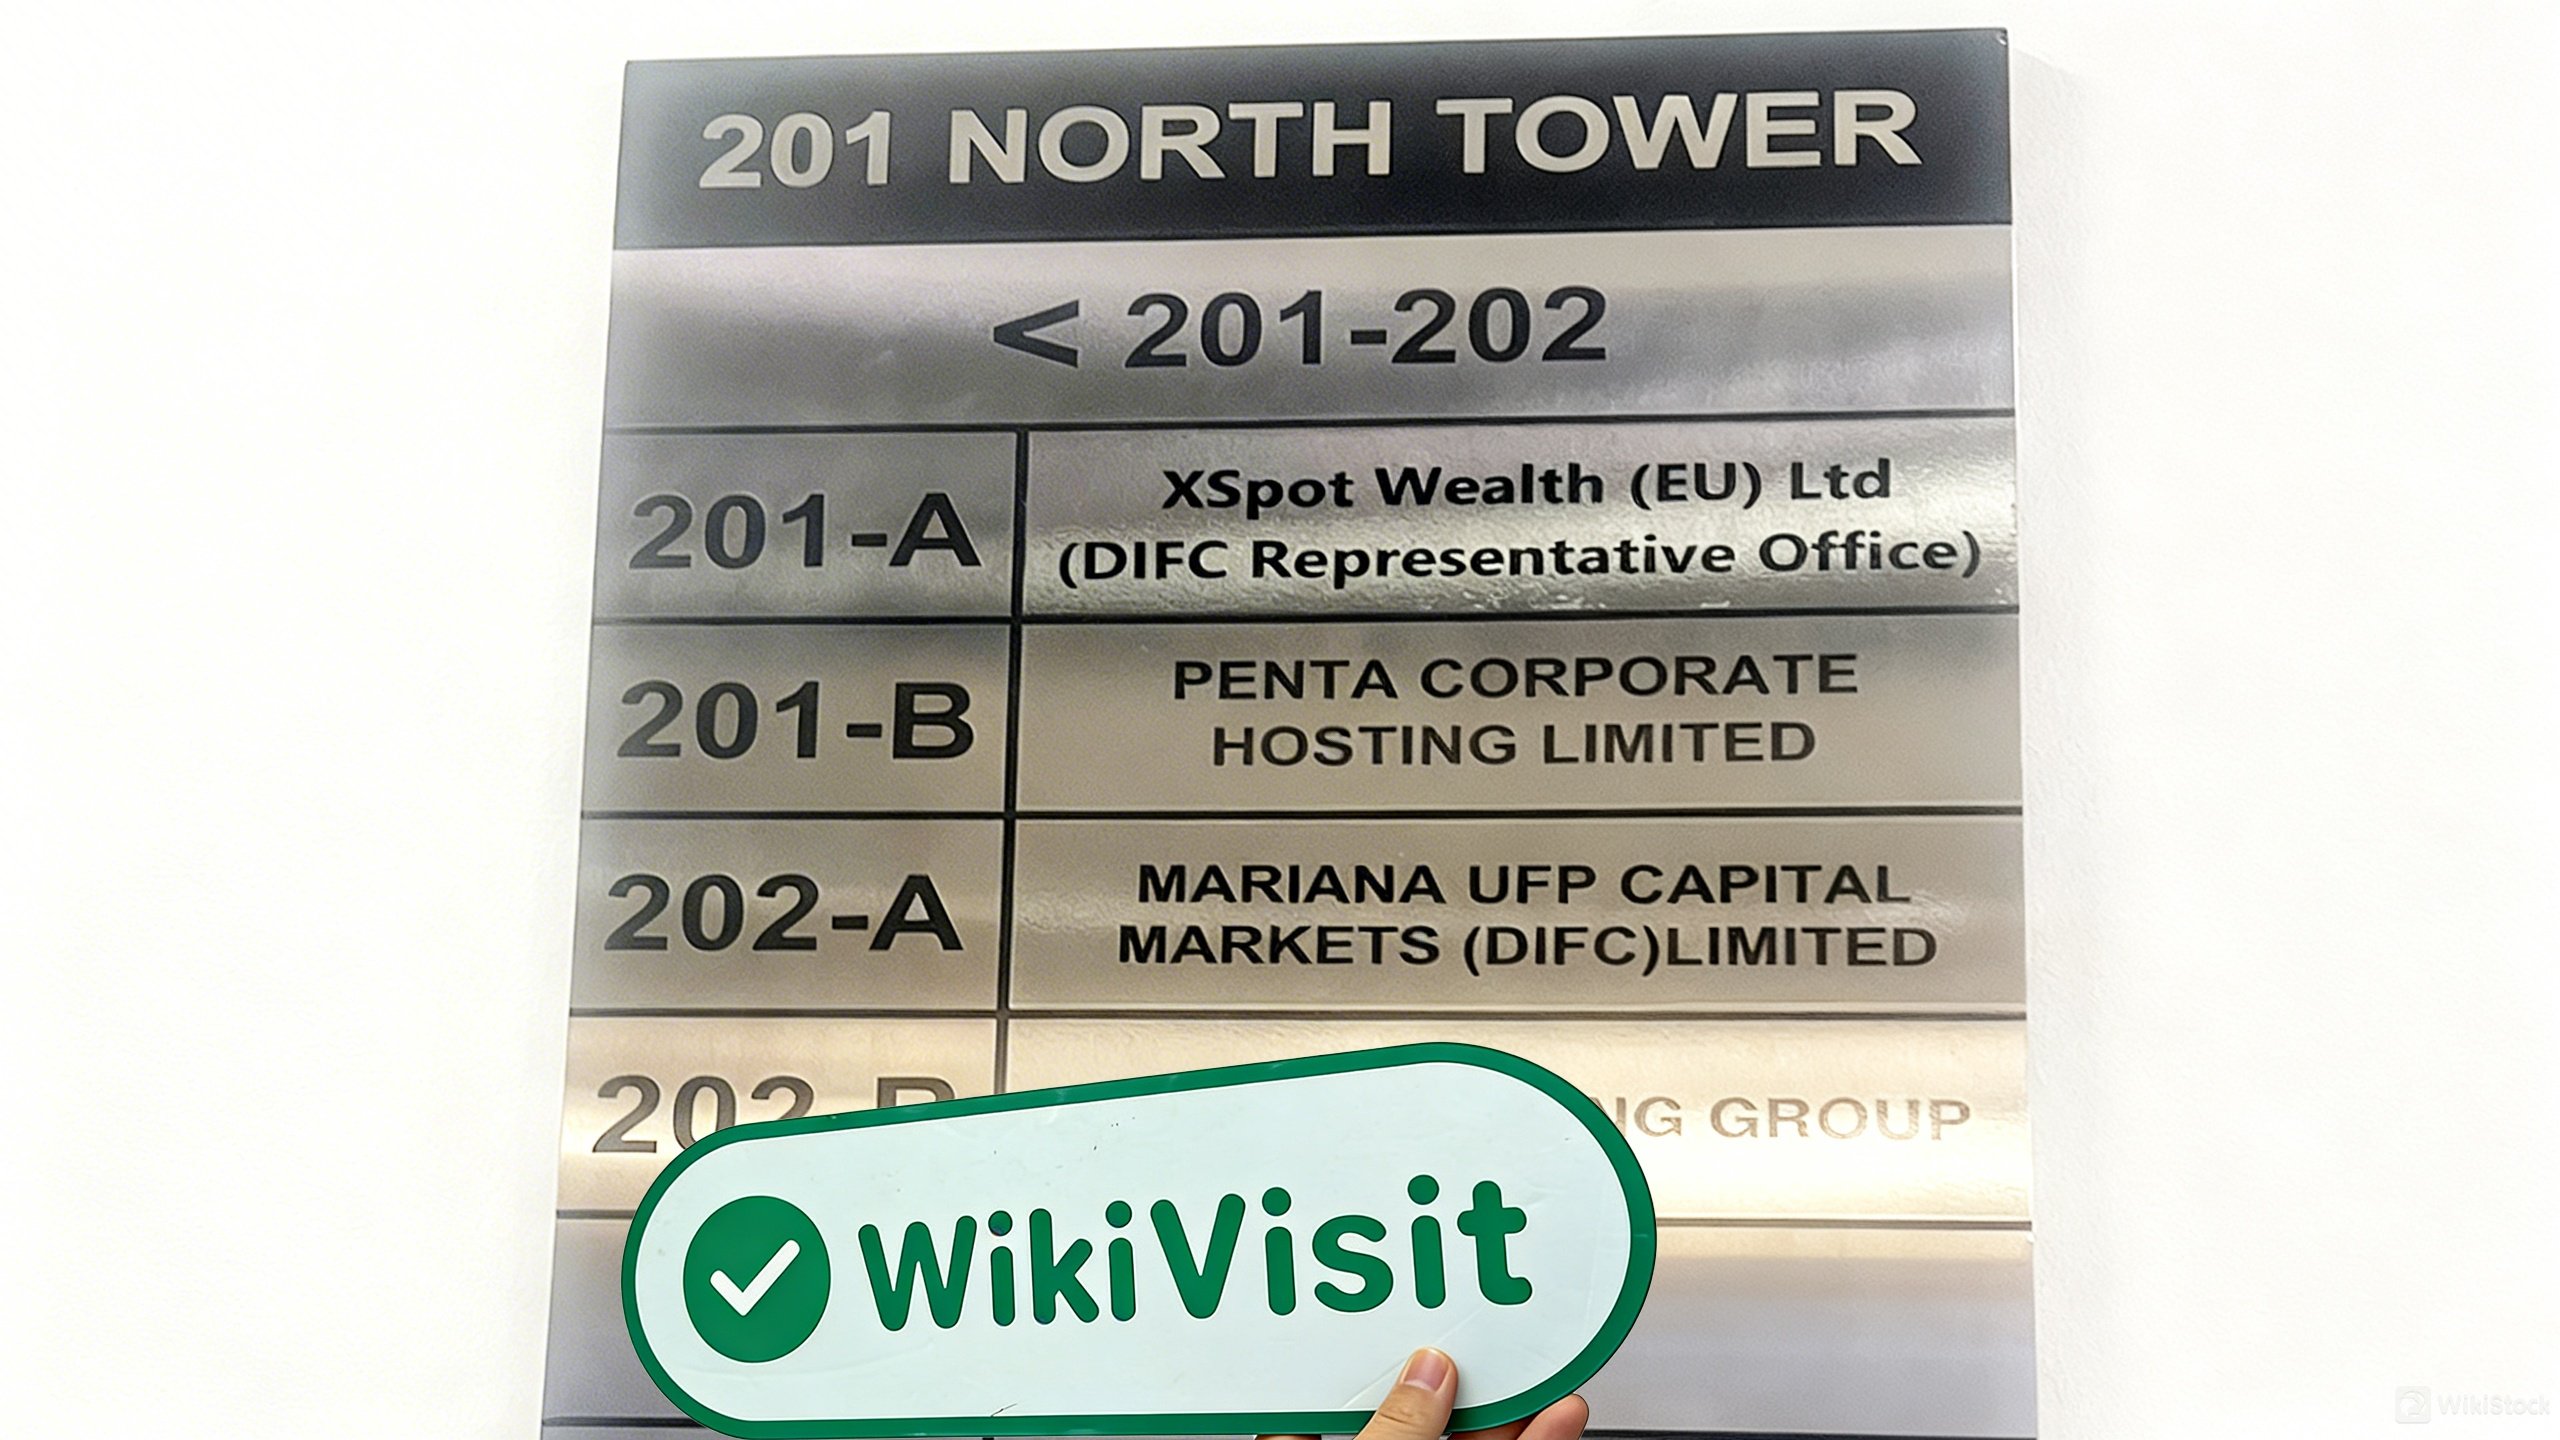 201 NORTH TOWER
< 201-202
201-A
XSpot Wealth (EU) Ltd
(DIFC Representative Office)
201-B
PENTA CORPORATE
HOSTING LIMITED
202-A
MARIANA UFP CAPITAL
MARKETS (DIFC)LIMITED
GROUP
WikiVisit
WikiStock